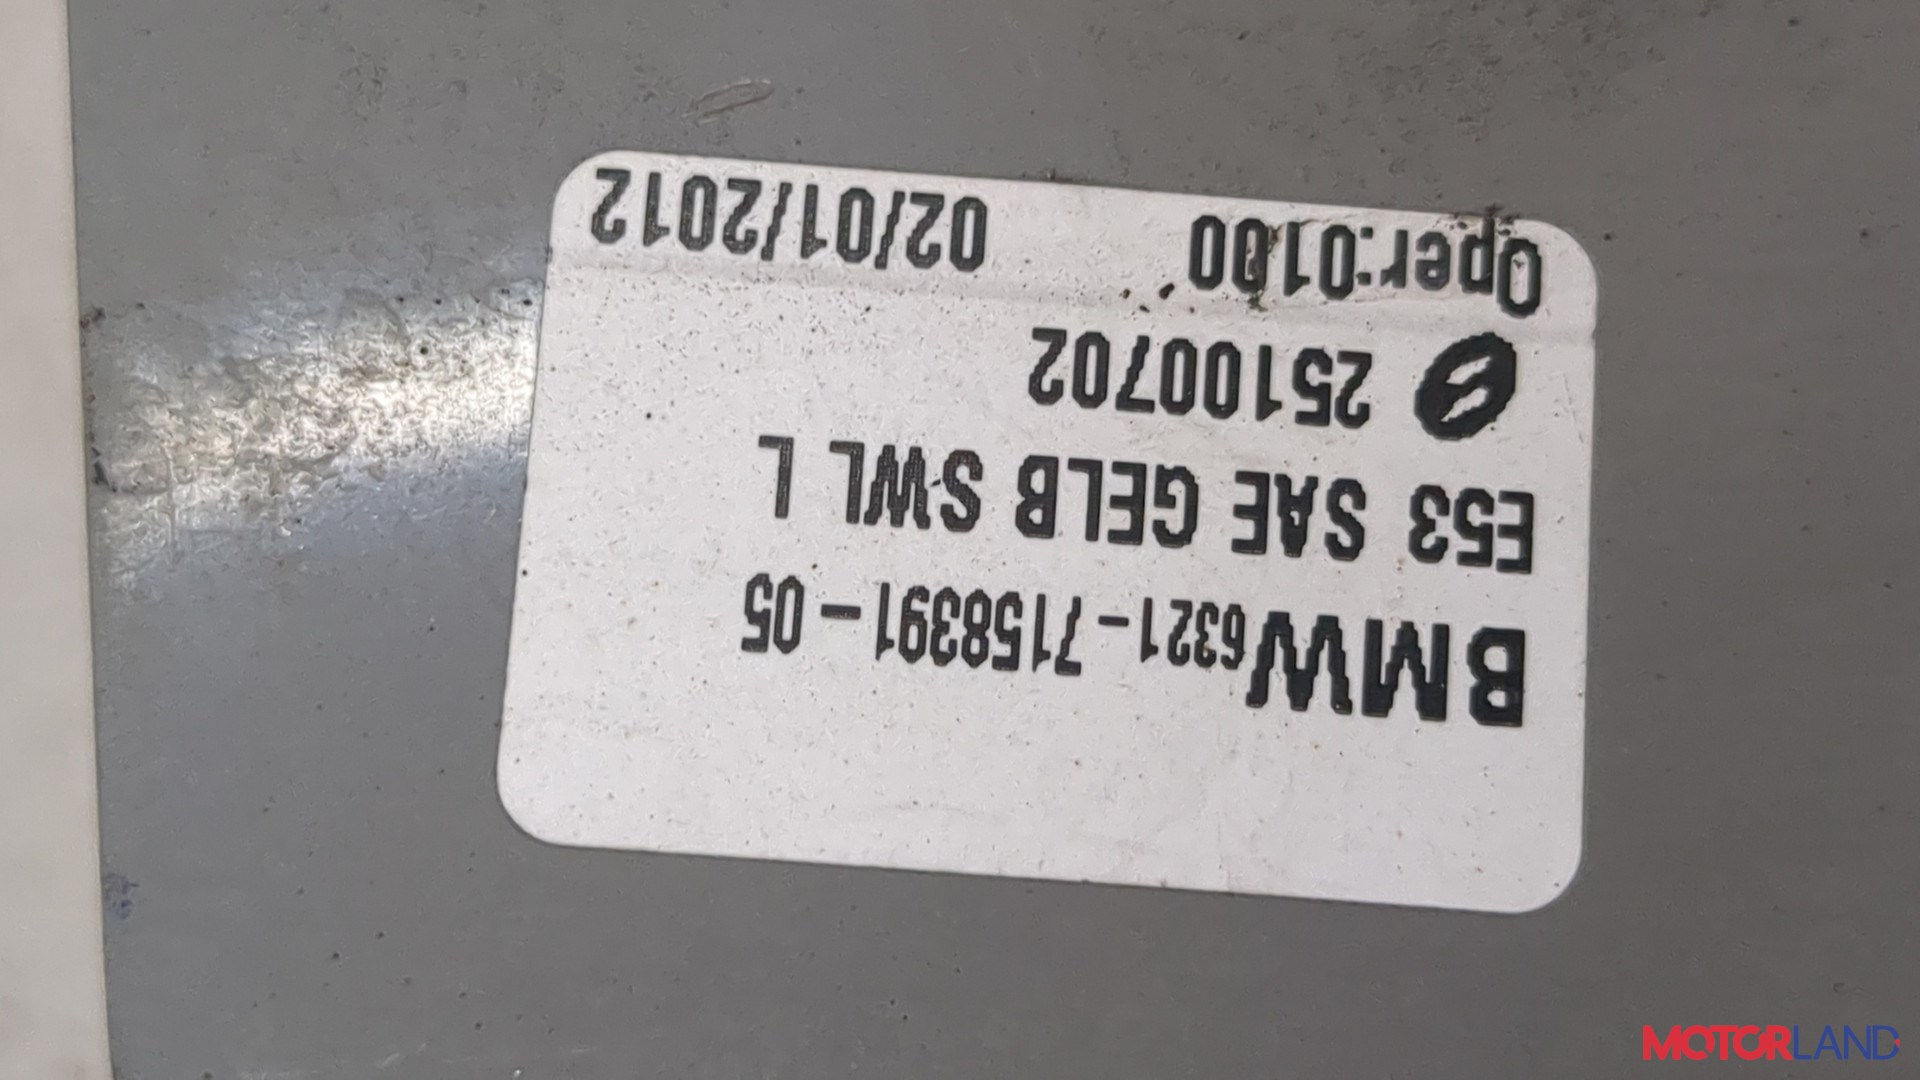 BMW 6321-7158391-05
E53 SAE GELB SWL L
25100702
Oper:0100 02/01/2012
MOTORLAND